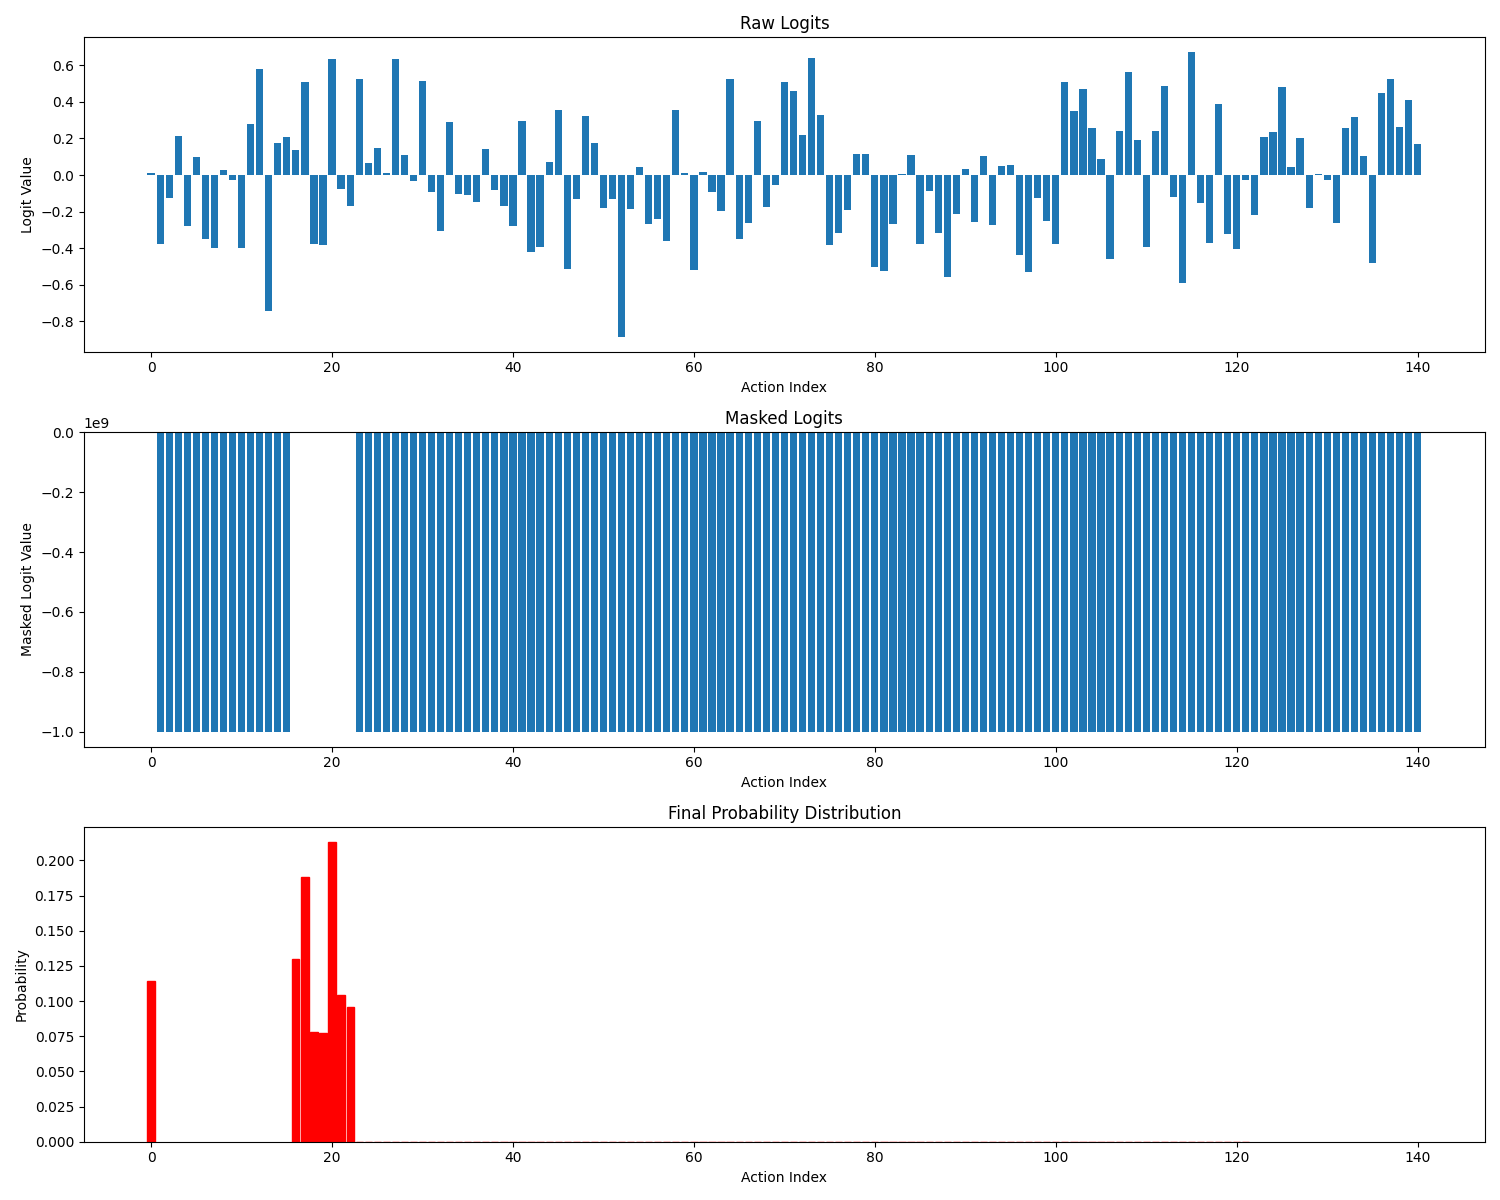 Raw Logits
0.6
0.4
0.2
0.0
−0.2
−0.4
−0.6
−0.8
Logit Value
0 20 40 60 80 100 120 140
Action Index
Masked Logits
1e9
0.0
−0.2
−0.4
−0.6
−0.8
−1.0
Masked Logit Value
0 20 40 60 80 100 120 140
Action Index
Final Probability Distribution
0.200
0.175
0.150
0.125
0.100
0.075
0.050
0.025
0.000
Probability
0 20 40 60 80 100 120 140
Action Index